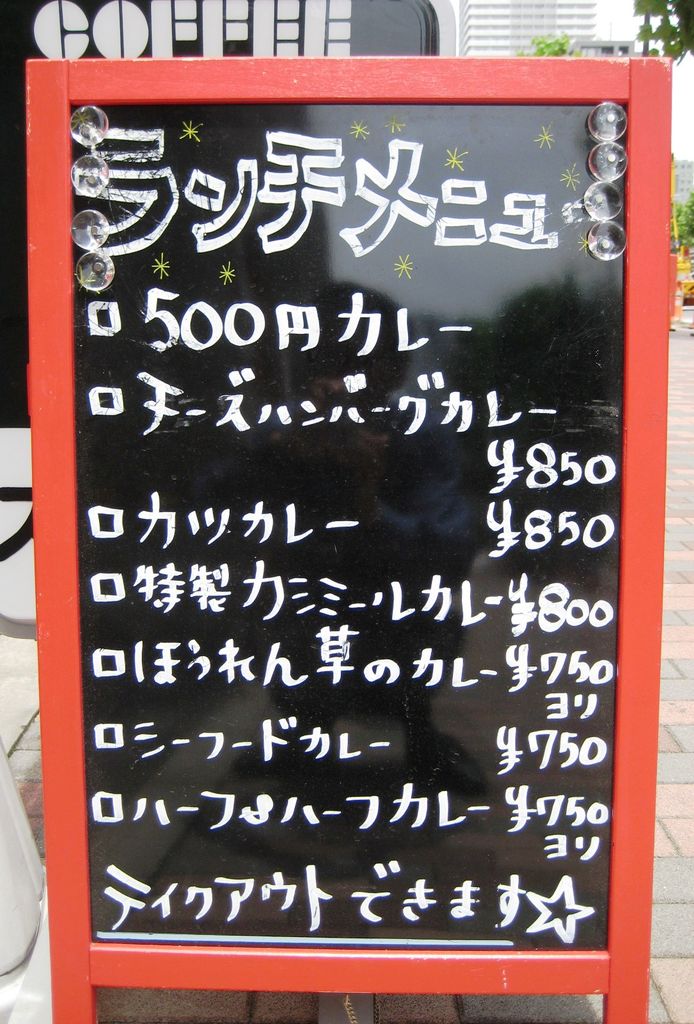 COFFEE
ランチメニュー
□ 500円カレー
□ チーズハンバーグカレー
¥850
□ カツカレー ¥850
□ 特製カシミールカレー ¥800
□ ほうれん草のカレー ¥750
ヨリ
□ シーフードカレー ¥750
□ ハーフ&ハーフカレー ¥750
ヨリ
テイクアウトできます☆